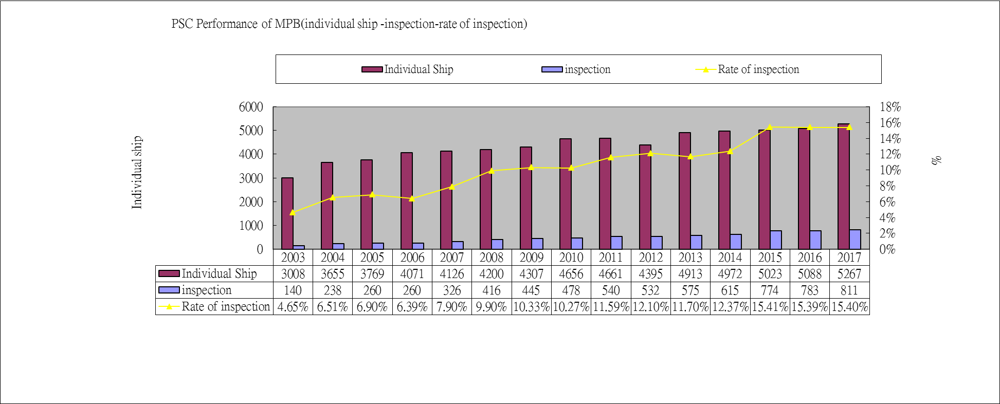 PSC Performance of MPB(individual ship -inspection-rate of inspection)
Individual Ship inspection Rate of inspection
6000
5000
4000
3000
2000
1000
0
Individual ship
18%
16%
14%
12%
10%
8%
6%
4%
2%
0%
%
2003 2004 2005 2006 2007 2008 2009 2010 2011 2012 2013 2014 2015 2016 2017
Individual Ship 3008 3655 3769 4071 4126 4200 4307 4656 4661 4395 4913 4972 5023 5088 5267
inspection 140 238 260 260 326 416 445 478 540 532 575 615 774 783 811
Rate of inspection 4.65% 6.51% 6.90% 6.39% 7.90% 9.90% 10.33% 10.27% 11.59% 12.10% 11.70% 12.37% 15.41% 15.39% 15.40%